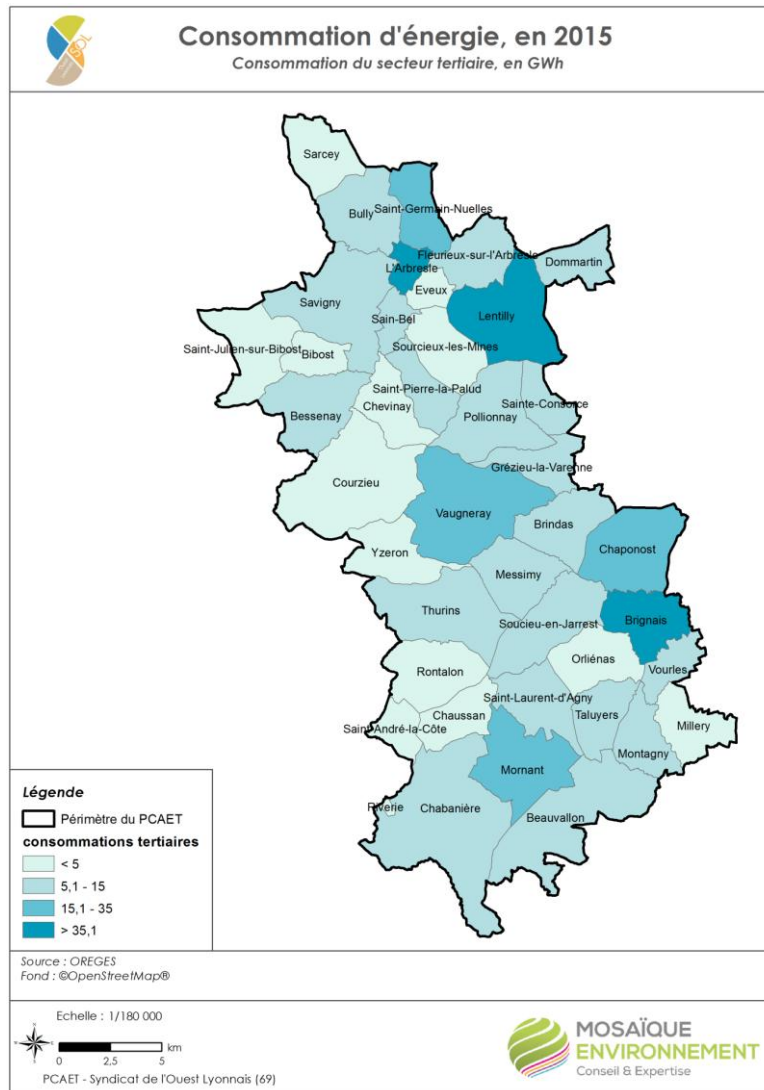 Consommation d'énergie, en 2015
Consommation du secteur tertiaire, en GWh
SOL
Sarcey
Saint-Germain-Nuelles
Bully
Fleurieux-sur-l'Arbresle
Dommartin
L'Arbresle
Eveux
Savigny
Lentilly
Sain-Bel
Saint-Julien-sur-Bibost
Bibost
Sourcieux-les-Mines
Saint-Pierre-la-Palud
Sainte-Consorce
Chevinay
Bessenay
Pollionnay
Grézieu-la-Varenne
Courzieu
Vaugneray
Brindas
Chaponost
Yzeron
Messimy
Thurins
Soucieu-en-Jarrest
Brignais
Orliénas
Rontalon
Vourles
Saint-Laurent-d'Agny
Chaussan
Taluyers
Millery
Saint-André-la-Côte
Montagny
Mornant
Riverie
Chabanière
Beauvallon
Légende
Périmètre du PCAET
consommations tertiaires
< 5
5,1 - 15
15,1 - 35
> 35,1
Source : OREGES
Fond : ©OpenStreetMap®
Echelle : 1/180 000
0 2,5 5 km
PCAET - Syndicat de l'Ouest Lyonnais (69)
MOSAÏQUE
ENVIRONNEMENT
Conseil & Expertise